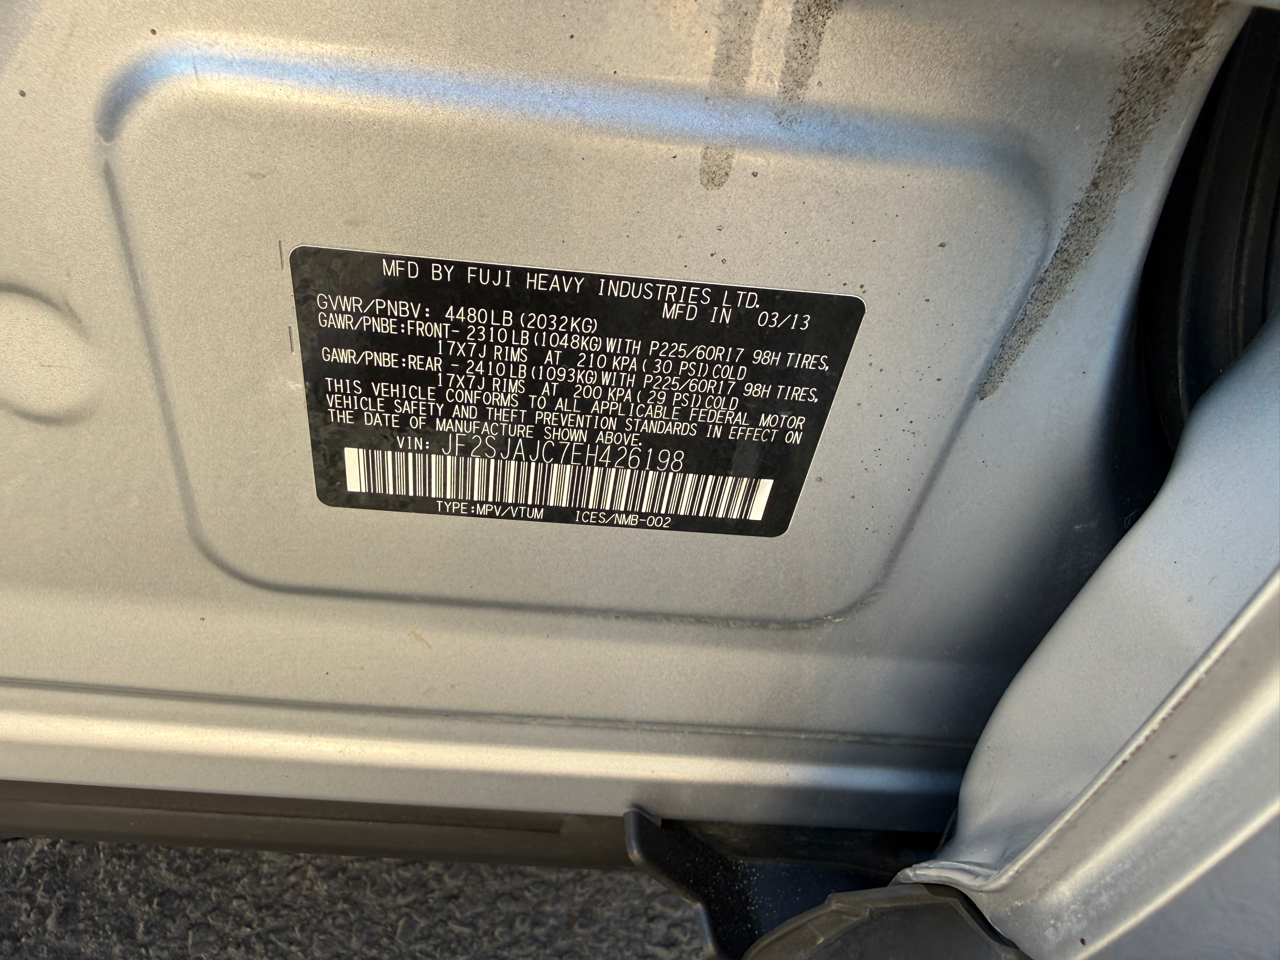 MFD BY FUJI HEAVY INDUSTRIES LTD.
MFD IN 03/13
GVWR/PNBV: 4480LB(2032KG)
GAWR/PNBE:FRONT- 2310LB(1048KG)WITH P225/60R17 98H TIRES,
17X7J RIMS AT 210 KPA( 30 PSI)COLD
GAWR/PNBE:REAR - 2410LB(1093KG)WITH P225/60R17 98H TIRES,
17X7J RIMS AT 200 KPA( 29 PSI)COLD
THIS VEHICLE CONFORMS TO ALL APPLICABLE FEDERAL MOTOR
VEHICLE SAFETY AND THEFT PREVENTION STANDARDS IN EFFECT ON
THE DATE OF MANUFACTURE SHOWN ABOVE.
VIN: JF2SJAJC7EH426198
TYPE:MPV/VTUM ICES/NMB-002